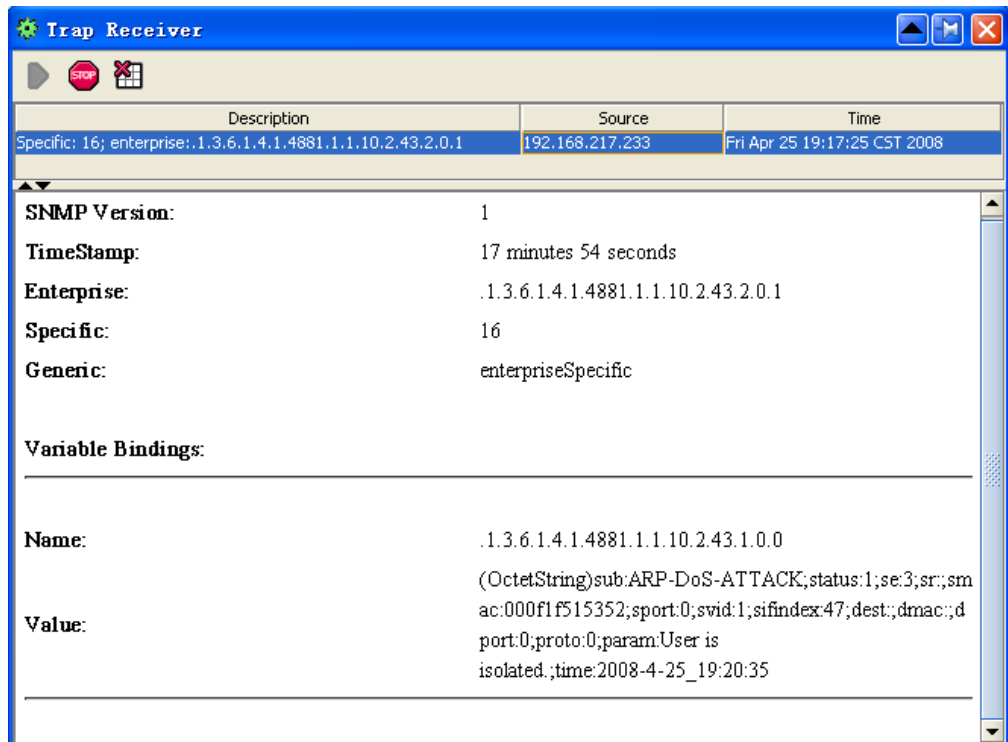 Trap Receiver
STOP
Description Source Time
Specific: 16; enterprise:.1.3.6.1.4.1.4881.1.1.10.2.43.2.0.1 192.168.217.233 Fri Apr 25 19:17:25 CST 2008
SNMP Version: 1
TimeStamp: 17 minutes 54 seconds
Enterprise: .1.3.6.1.4.1.4881.1.1.10.2.43.2.0.1
Specific: 16
Generic: enterpriseSpecific
Variable Bindings:
Name: .1.3.6.1.4.1.4881.1.1.10.2.43.1.0.0
Value:
(OctetString)sub:ARP-DoS-ATTACK;status:1;se:3;sr:;sm
ac:000f1f515352;sport:0;svid:1;sifindex:47;dest:;dmac:;d
port:0;proto:0;param:User is
isolated.;time:2008-4-25_19:20:35